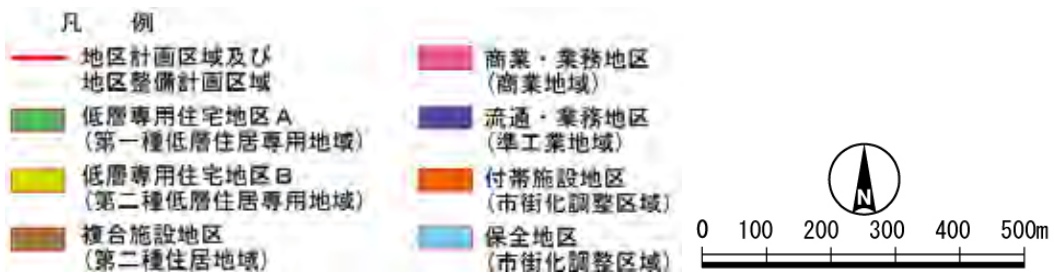 凡 例
地区計画区域及び
地区整備計画区域
低層専用住宅地区A
(第一種低層住居専用地域)
低層専用住宅地区B
(第二種低層住居専用地域)
複合施設地区
(第二種住居地域)
商業・業務地区
(商業地域)
流通・業務地区
(準工業地域)
付帯施設地区
(市街化調整区域)
保全地区
(市街化調整区域)
N
0 100 200 300 400 500m